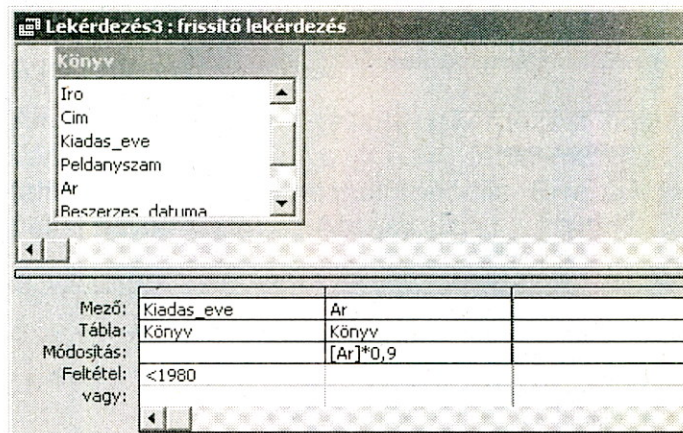 Lekérdezés3 : frissítő lekérdezés
Könyv
Iro
Cim
Kiadas_eve
Peldanyszam
Ar
Beszerzes_datuma
Mező: Kiadas_eve Ar
Tábla: Könyv Könyv
Módosítás: [Ar]*0,9
Feltétel: <1980
vagy: